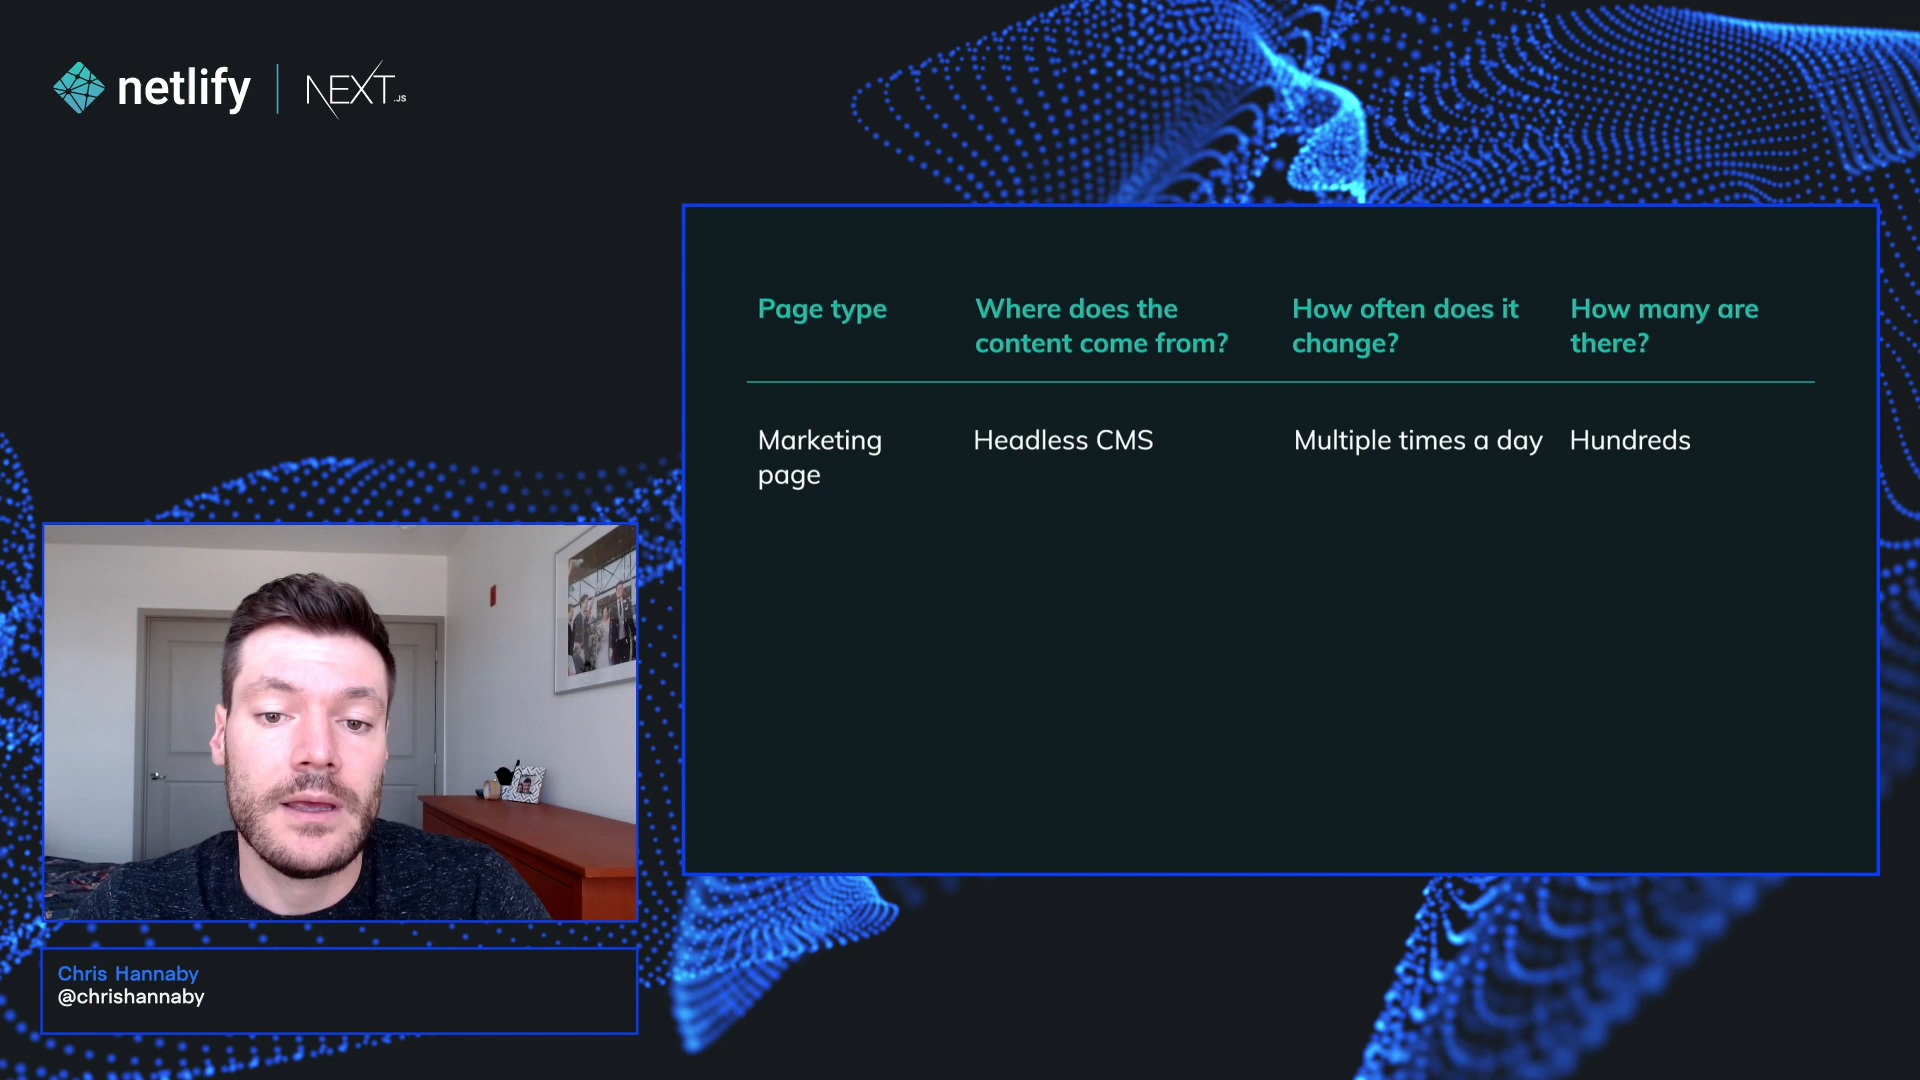 netlify
NEXT.JS
Page type
Where does the
content come from?
How often does it
change?
How many are
there?
Marketing
page
Headless CMS
Multiple times a day
Hundreds
Chris Hannaby
@chrishannaby